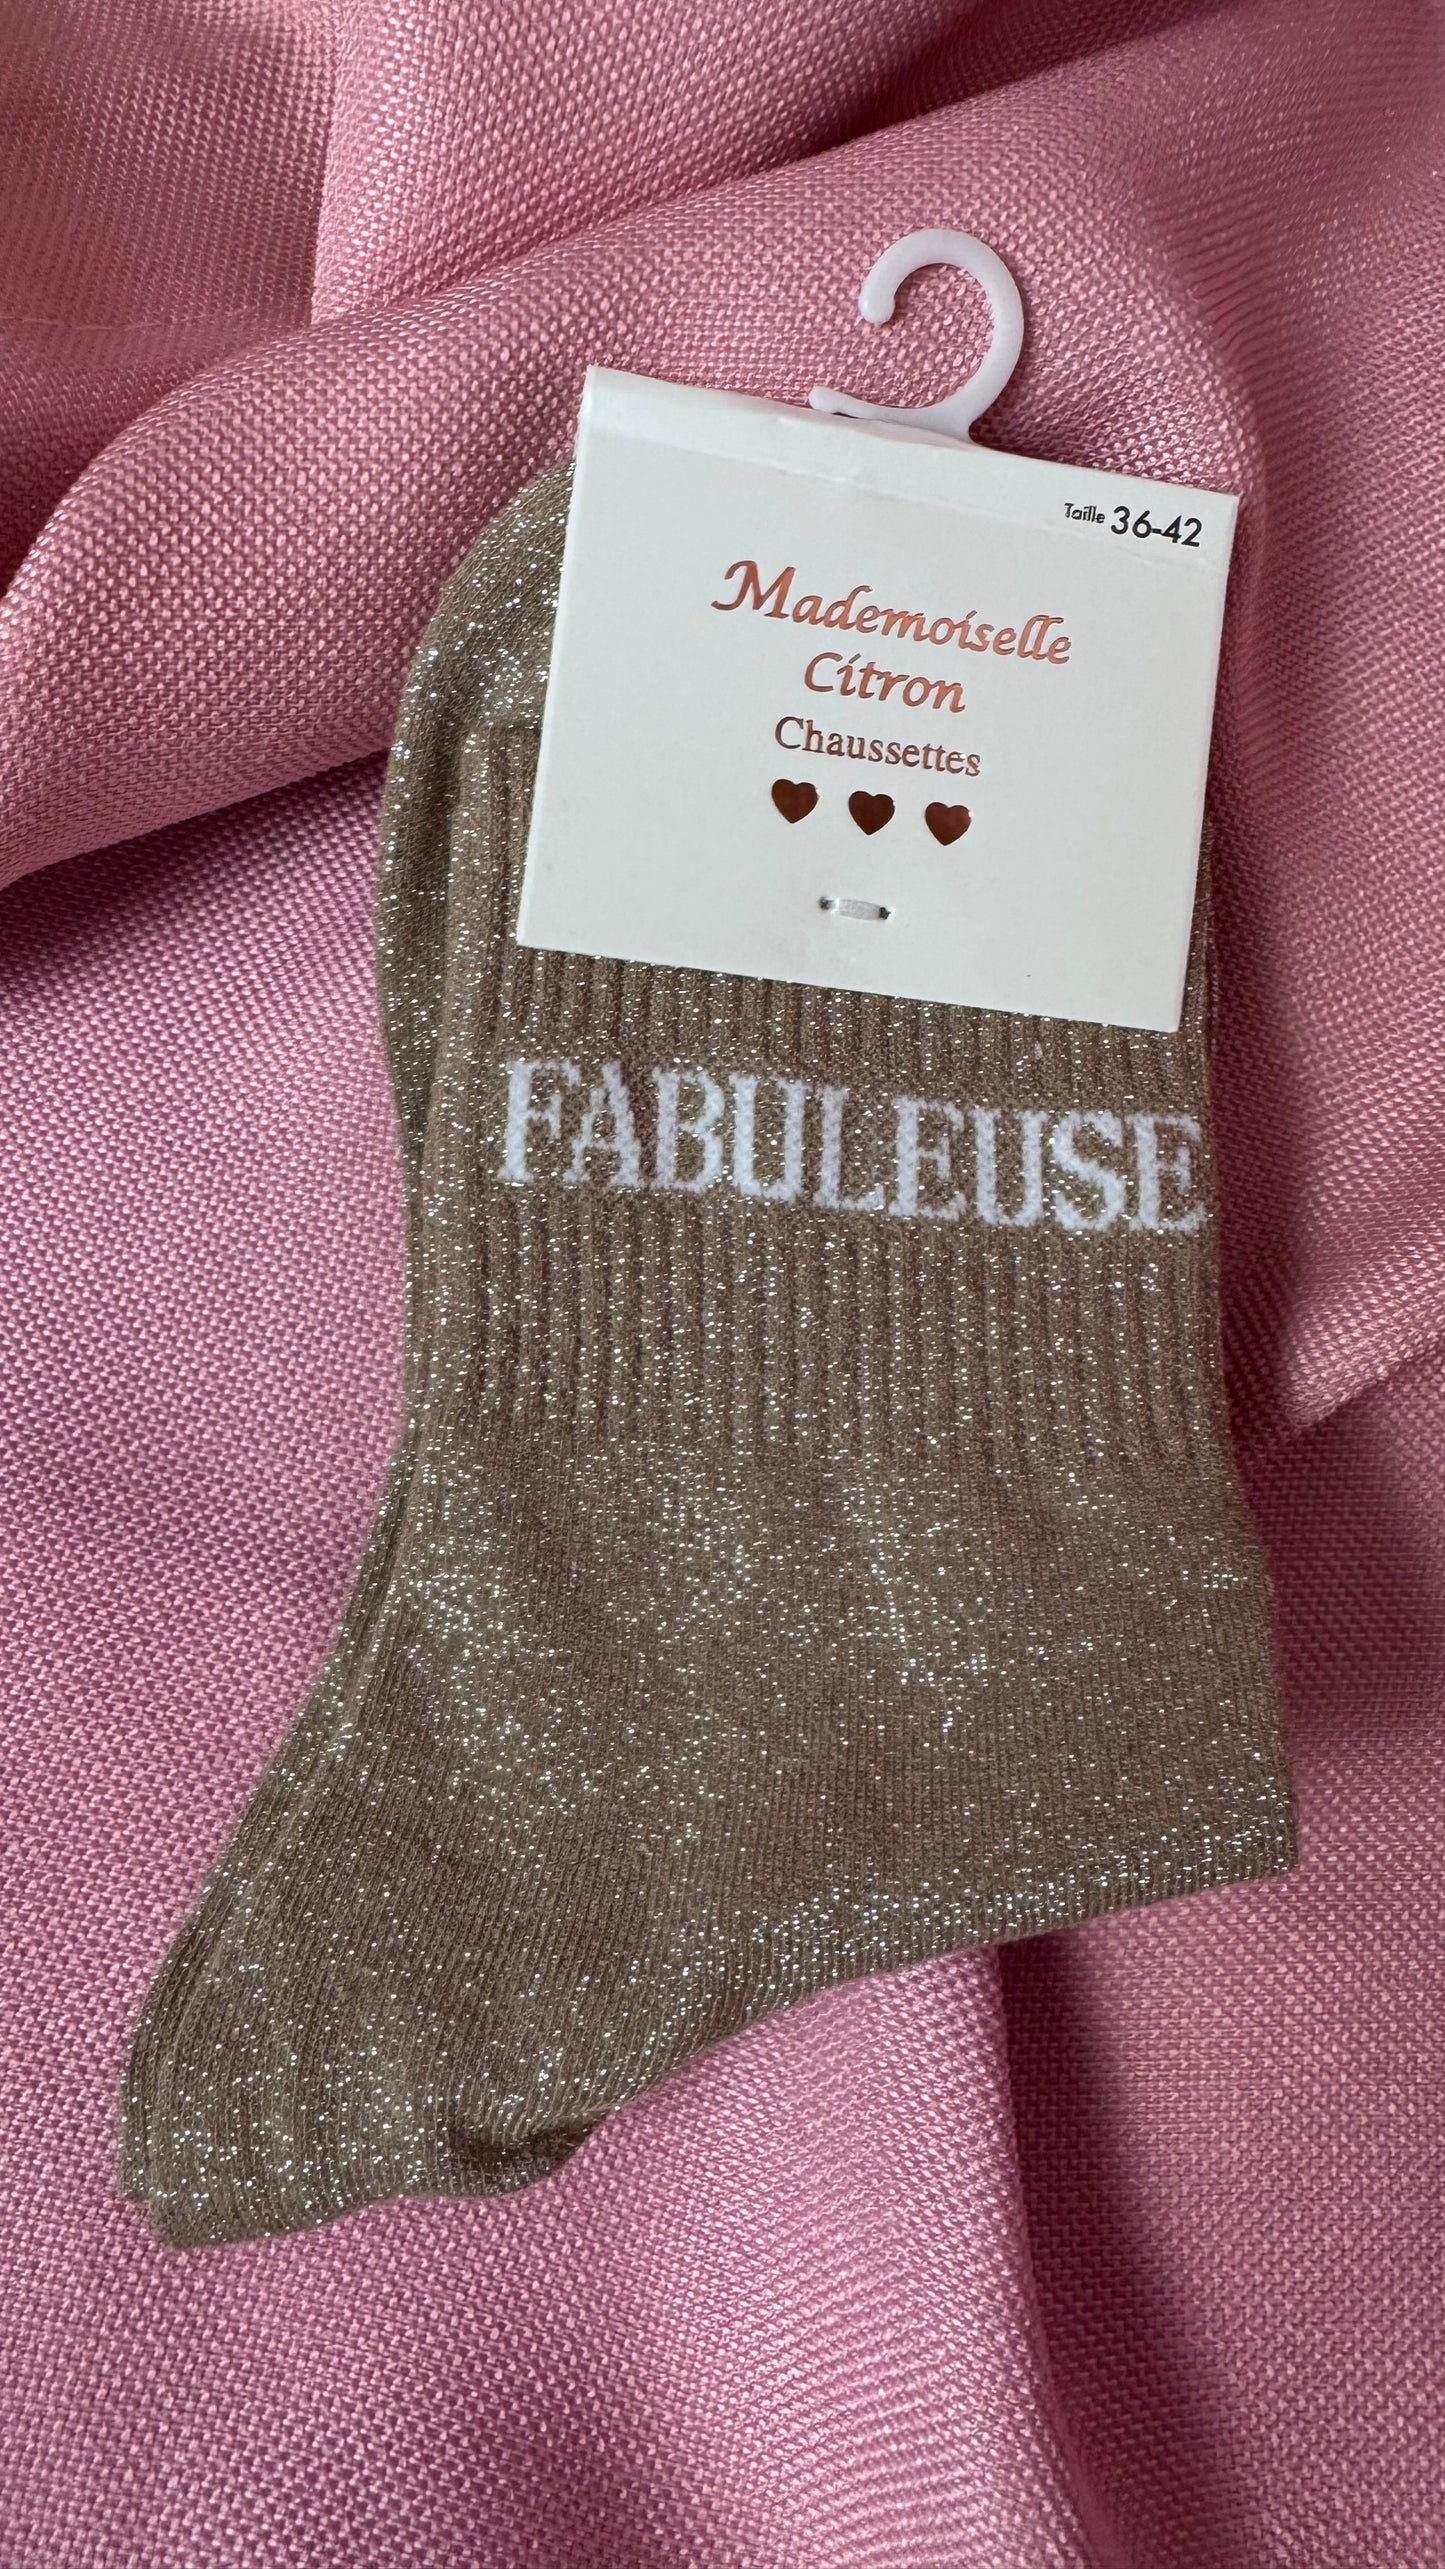 Taille 36-42
Mademoiselle
Citron
Chaussettes
FABULEUSE